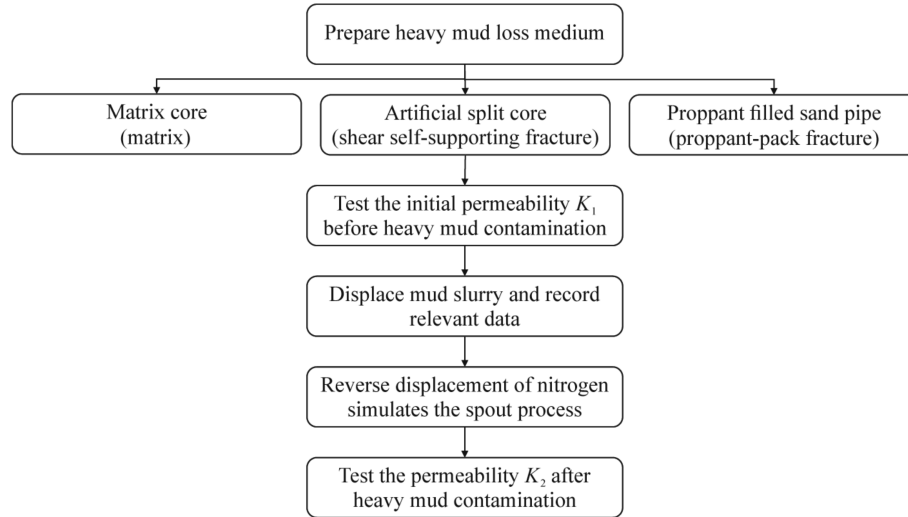 Prepare heavy mud loss medium
Matrix core
(matrix)
Artificial split core
(shear self-supporting fracture)
Proppant filled sand pipe
(proppant-pack fracture)
Test the initial permeability K₁
before heavy mud contamination
Displace mud slurry and record
relevant data
Reverse displacement of nitrogen
simulates the spout process
Test the permeability K₂ after
heavy mud contamination